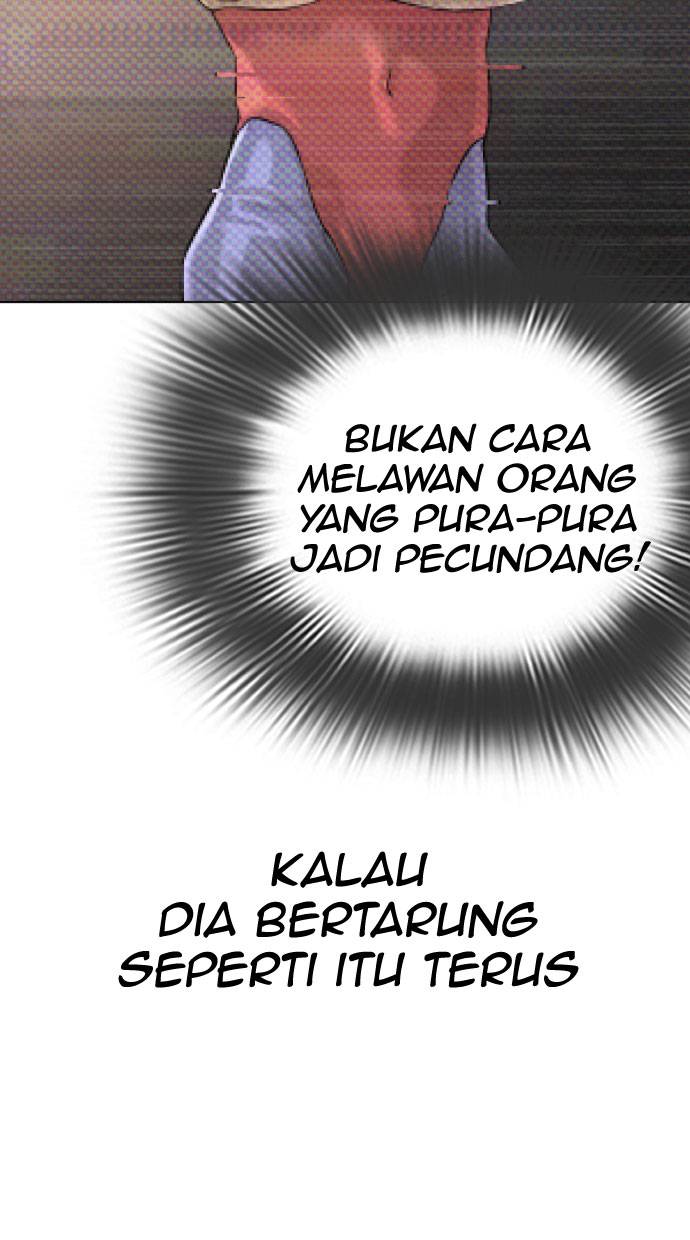 BUKAN CARA
MELAWAN ORANG
YANG PURA-PURA
JADI PECUNDANG!
KALAU
DIA BERTARUNG
SEPERTI ITU TERUS